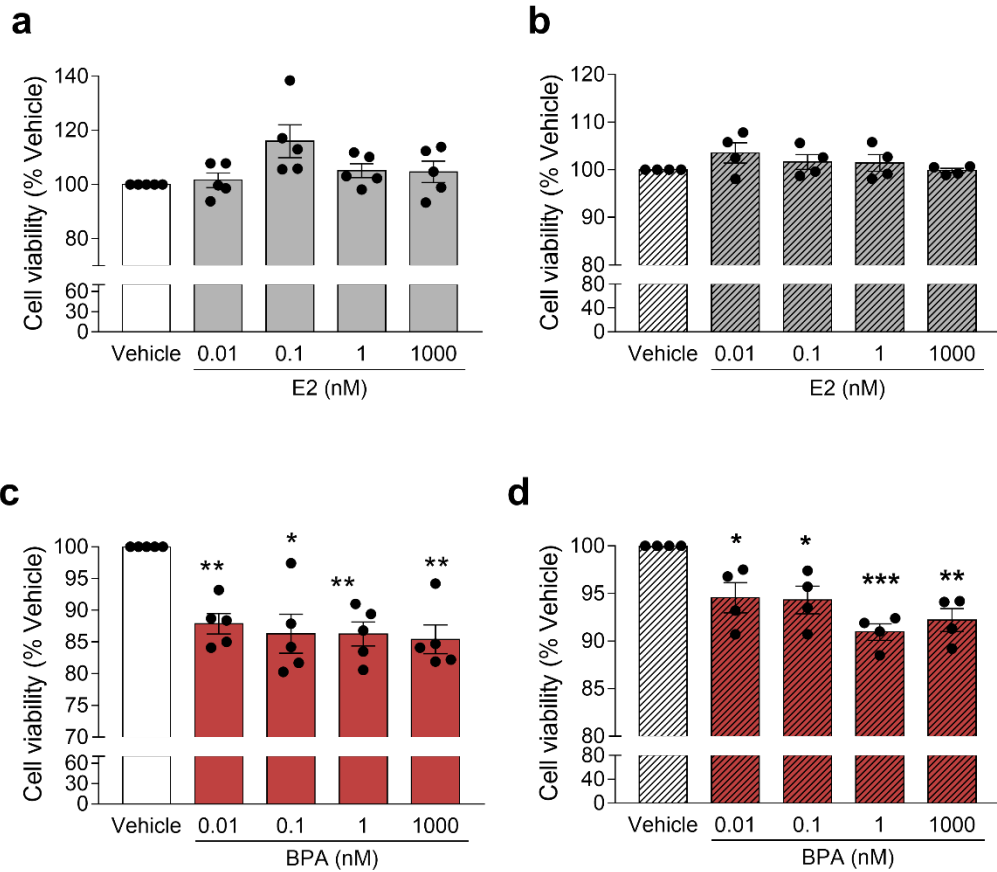 a
Cell viability (% Vehicle)
140
120
100
80
60
30
0
Vehicle 0.01 0.1 1 1000
E2 (nM)
b
Cell viability (% Vehicle)
120
110
100
90
80
80
40
0
Vehicle 0.01 0.1 1 1000
E2 (nM)
c
Cell viability (% Vehicle)
100
95
90
85
80
75
70
60
30
0
** * ** **
Vehicle 0.01 0.1 1 1000
BPA (nM)
d
Cell viability (% Vehicle)
100
95
90
85
80
80
40
0
* * *** **
Vehicle 0.01 0.1 1 1000
BPA (nM)